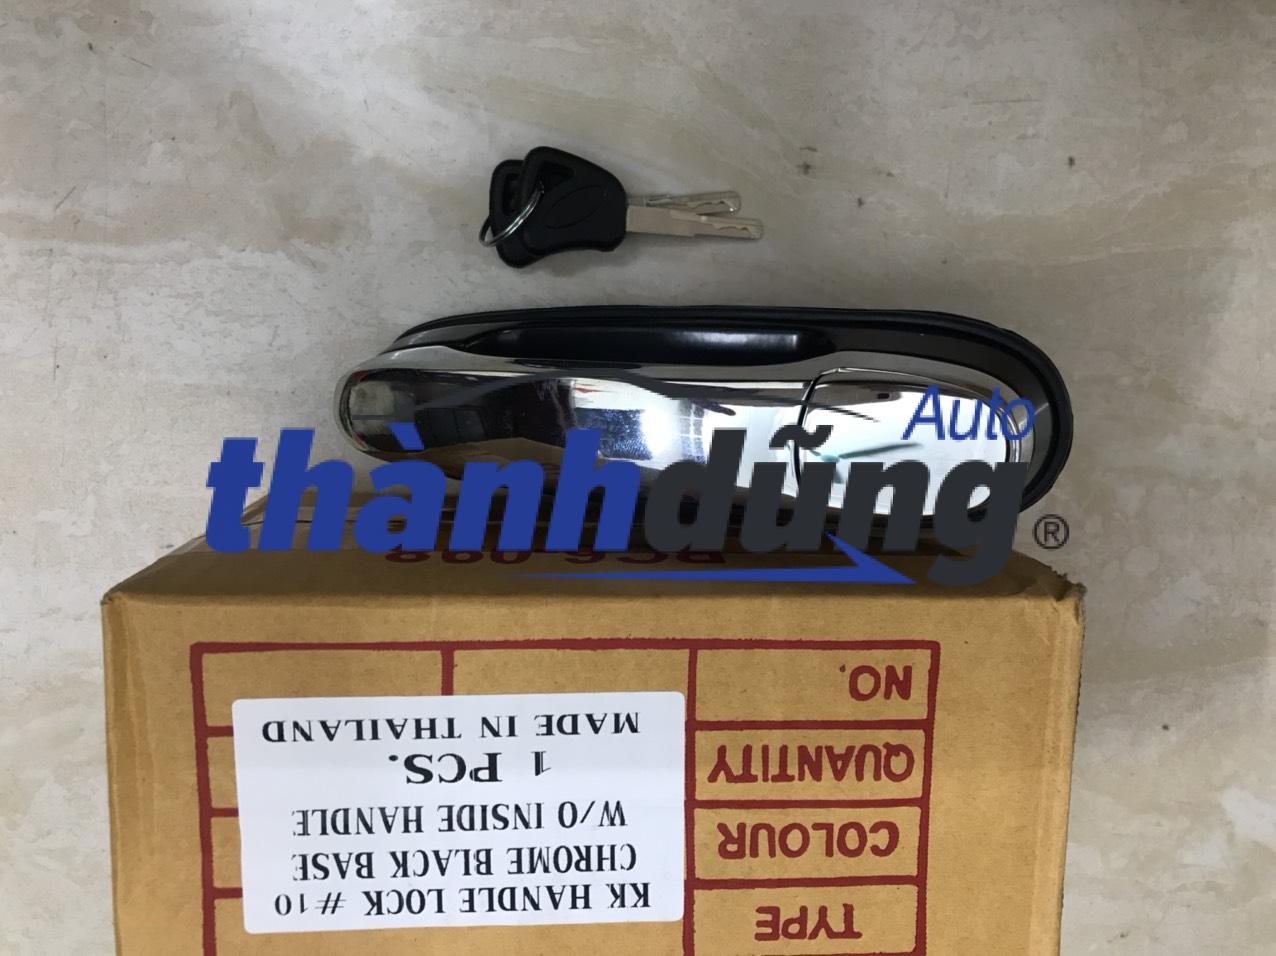 Auto
thànhdũng®
KK HANDLE LOCK #10
CHROME BLACK BASE
W/O INSIDE HANDLE
1 PCS.
MADE IN THAILAND
TYPE
COLOUR
QUANTITY
NO.